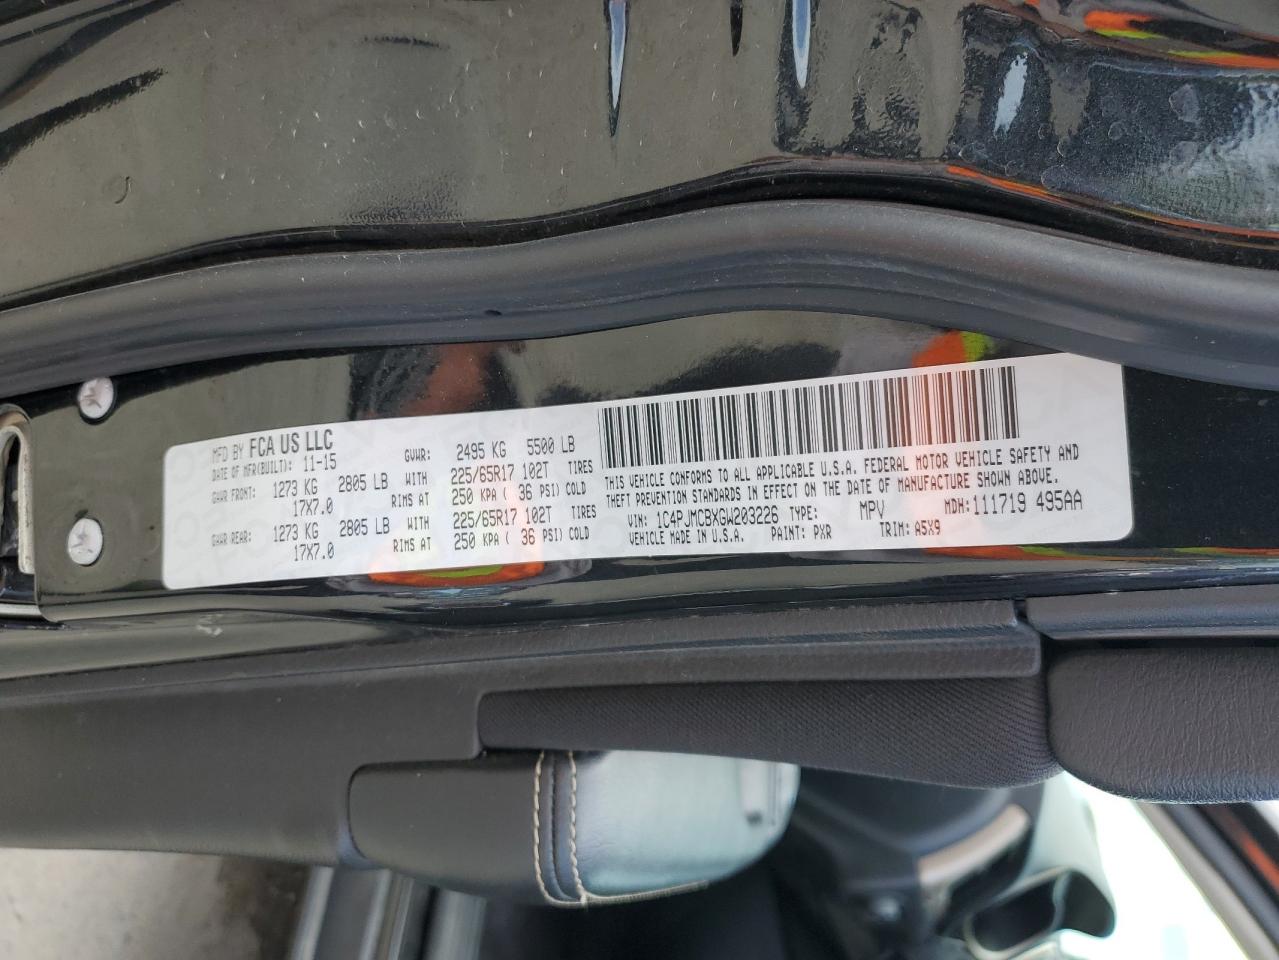 MFD BY FCA US LLC
DATE OF MFR(BUILT): 11-15 GVWR: 2495 KG 5500 LB
GAWR FRONT: 1273 KG 2805 LB WITH 225/65R17 102T TIRES
17X7.0 RIMS AT 250 KPA ( 36 PSI) COLD
GAWR REAR: 1273 KG 2805 LB WITH 225/65R17 102T TIRES
17X7.0 RIMS AT 250 KPA ( 36 PSI) COLD
THIS VEHICLE CONFORMS TO ALL APPLICABLE U.S.A. FEDERAL MOTOR VEHICLE SAFETY AND
THEFT PREVENTION STANDARDS IN EFFECT ON THE DATE OF MANUFACTURE SHOWN ABOVE.
VIN: 1C4PJMCBXGW203226 TYPE: MPV MDH: 111719 495AA
VEHICLE MADE IN U.S.A. PAINT: PXR TRIM: A5X9